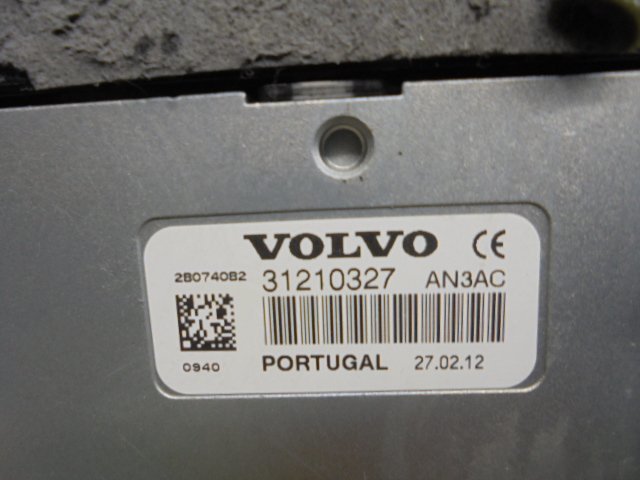 VOLVO CE
2B0740B2 31210327 AN3AC
0940 PORTUGAL 27.02.12